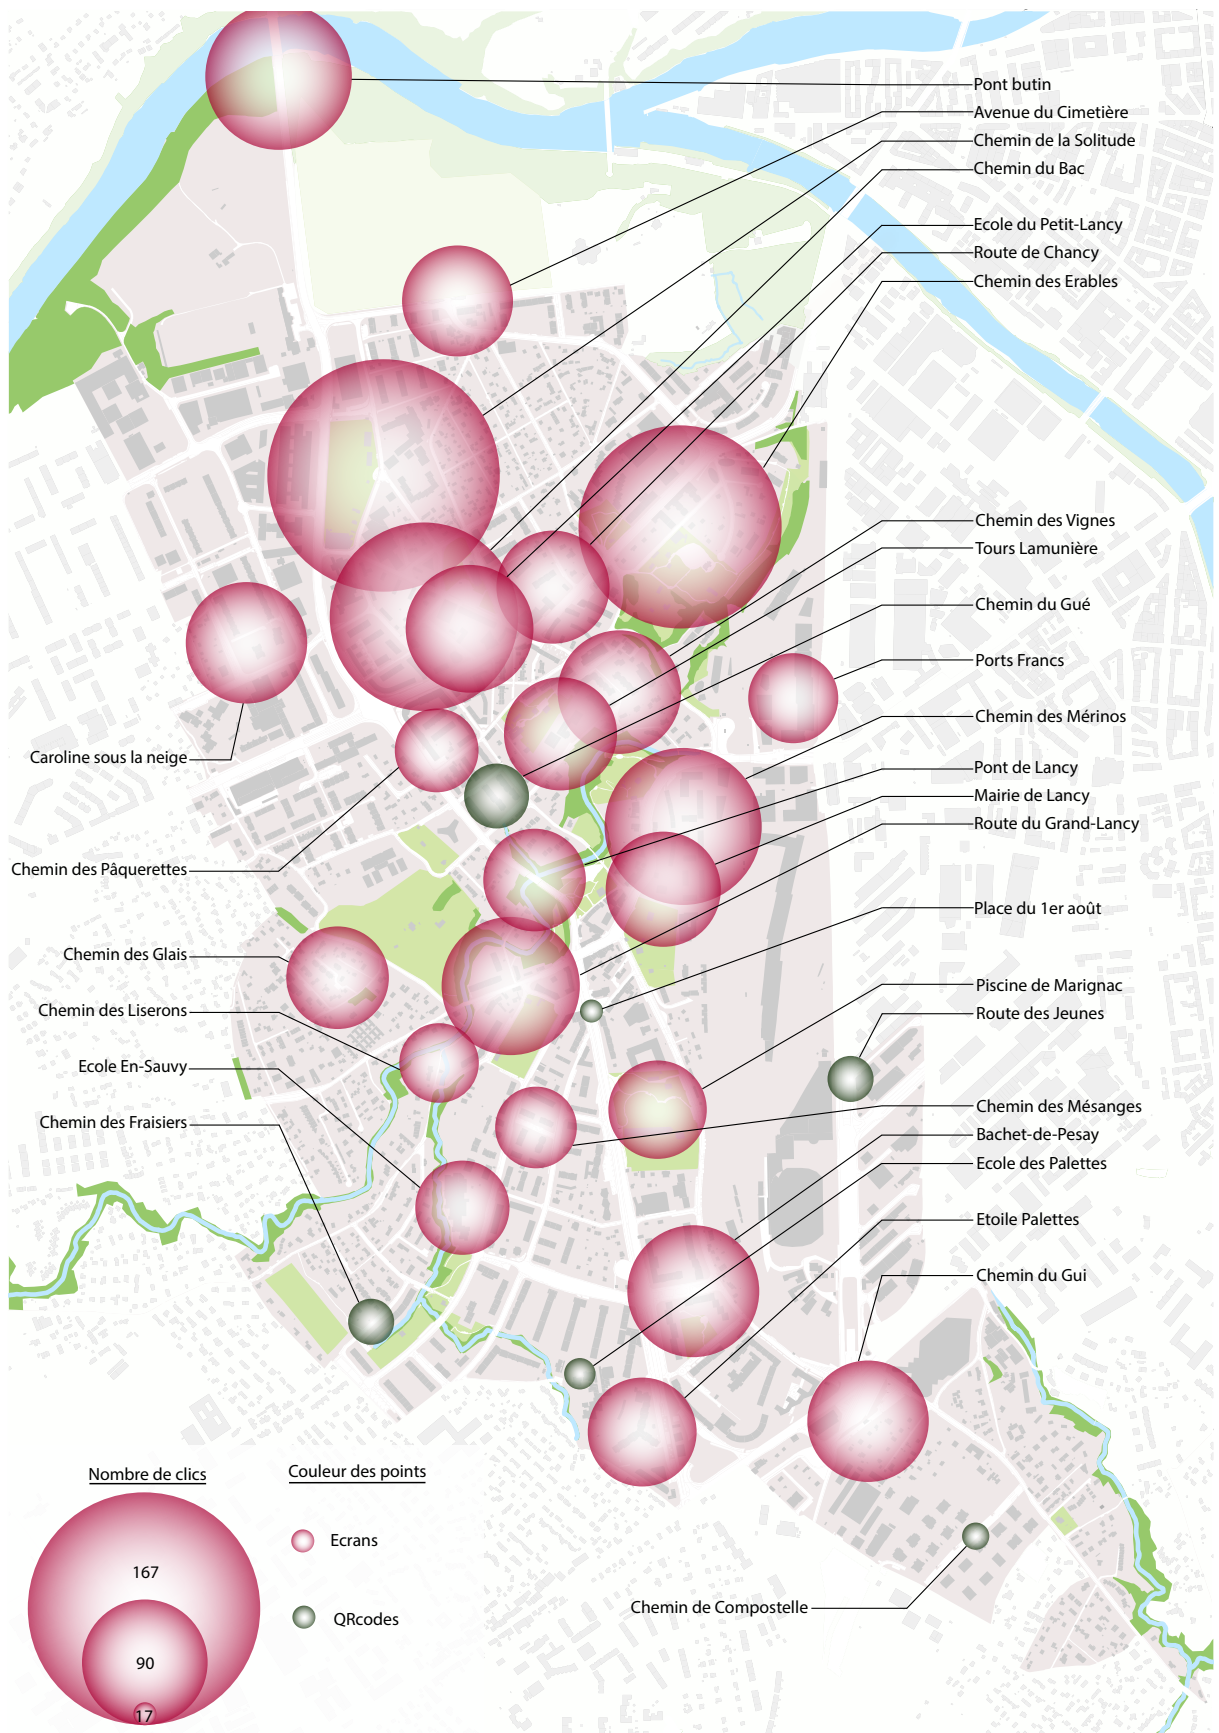 Pont butin
Avenue du Cimetière
Chemin de la Solitude
Chemin du Bac
Ecole du Petit-Lancy
Route de Chancy
Chemin des Erables
Chemin des Vignes
Tours Lamunière
Chemin du Gué
Ports Francs
Chemin des Mérinos
Caroline sous la neige
Pont de Lancy
Mairie de Lancy
Route du Grand-Lancy
Chemin des Pâquerettes
Place du 1er août
Chemin des Glais
Piscine de Marignac
Chemin des Liserons
Route des Jeunes
Ecole En-Sauvy
Chemin des Mésanges
Chemin des Fraisiers
Bachet-de-Pesay
Ecole des Palettes
Etoile Palettes
Chemin du Gui
Nombre de clics
Couleur des points
167
90
17
Ecrans
QRcodes
Chemin de Compostelle